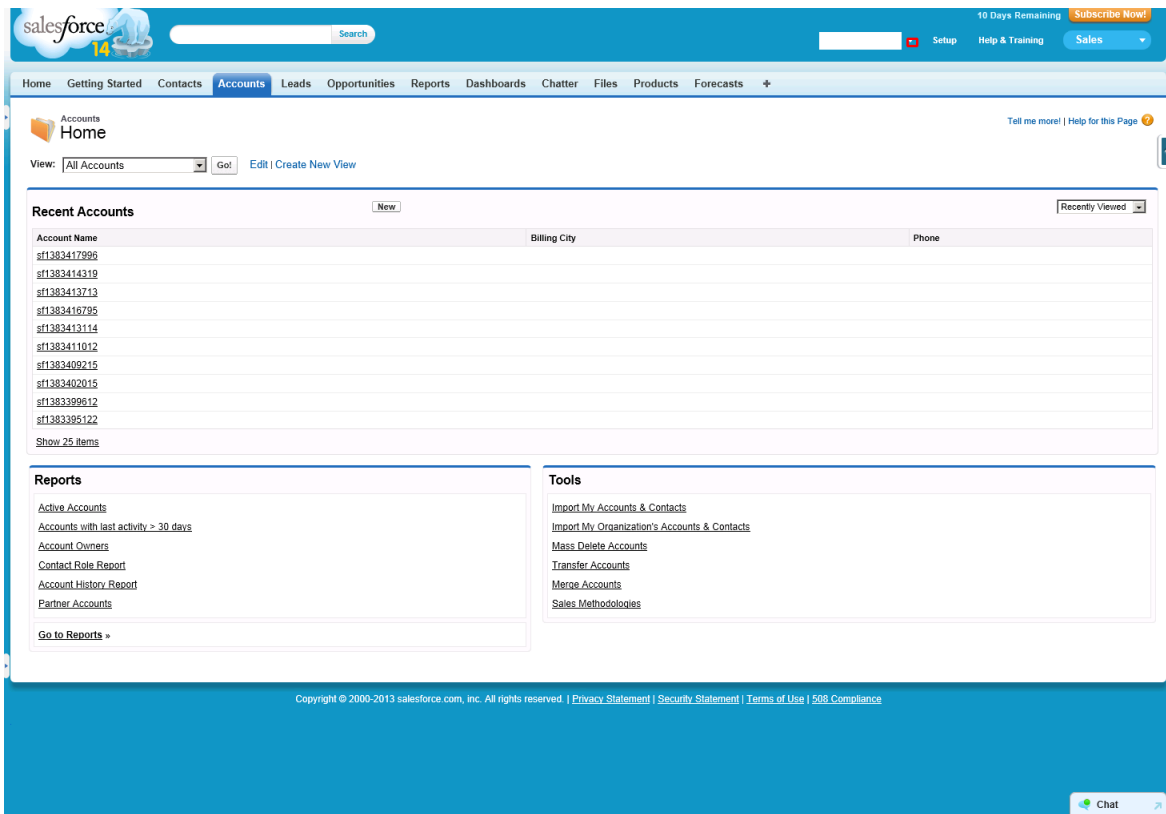 salesforce
14
Search
10 Days Remaining Subscribe Now!
Setup Help & Training Sales
Home Getting Started Contacts Accounts Leads Opportunities Reports Dashboards Chatter Files Products Forecasts +
Accounts
Home
Tell me more! | Help for this Page ?
View: All Accounts Go! Edit | Create New View
Recent Accounts New Recently Viewed
Account Name Billing City Phone
sf1383417996
sf1383414319
sf1383413713
sf1383416795
sf1383413114
sf1383411012
sf1383409215
sf1383402015
sf1383399612
sf1383395122
Show 25 items
Reports
Active Accounts
Accounts with last activity > 30 days
Account Owners
Contact Role Report
Account History Report
Partner Accounts
Go to Reports »
Tools
Import My Accounts & Contacts
Import My Organization's Accounts & Contacts
Mass Delete Accounts
Transfer Accounts
Merge Accounts
Sales Methodologies
Copyright © 2000-2013 salesforce.com, inc. All rights reserved. | Privacy Statement | Security Statement | Terms of Use | 508 Compliance
Chat